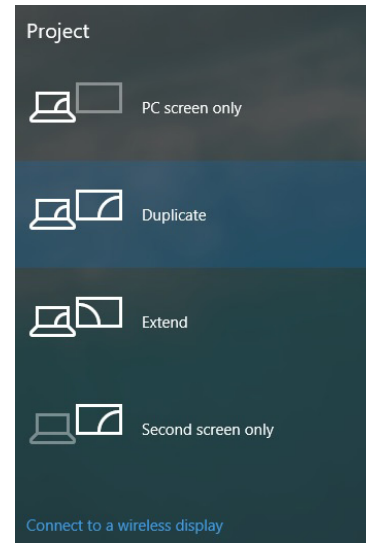 Project
PC screen only
Duplicate
Extend
Second screen only
Connect to a wireless display